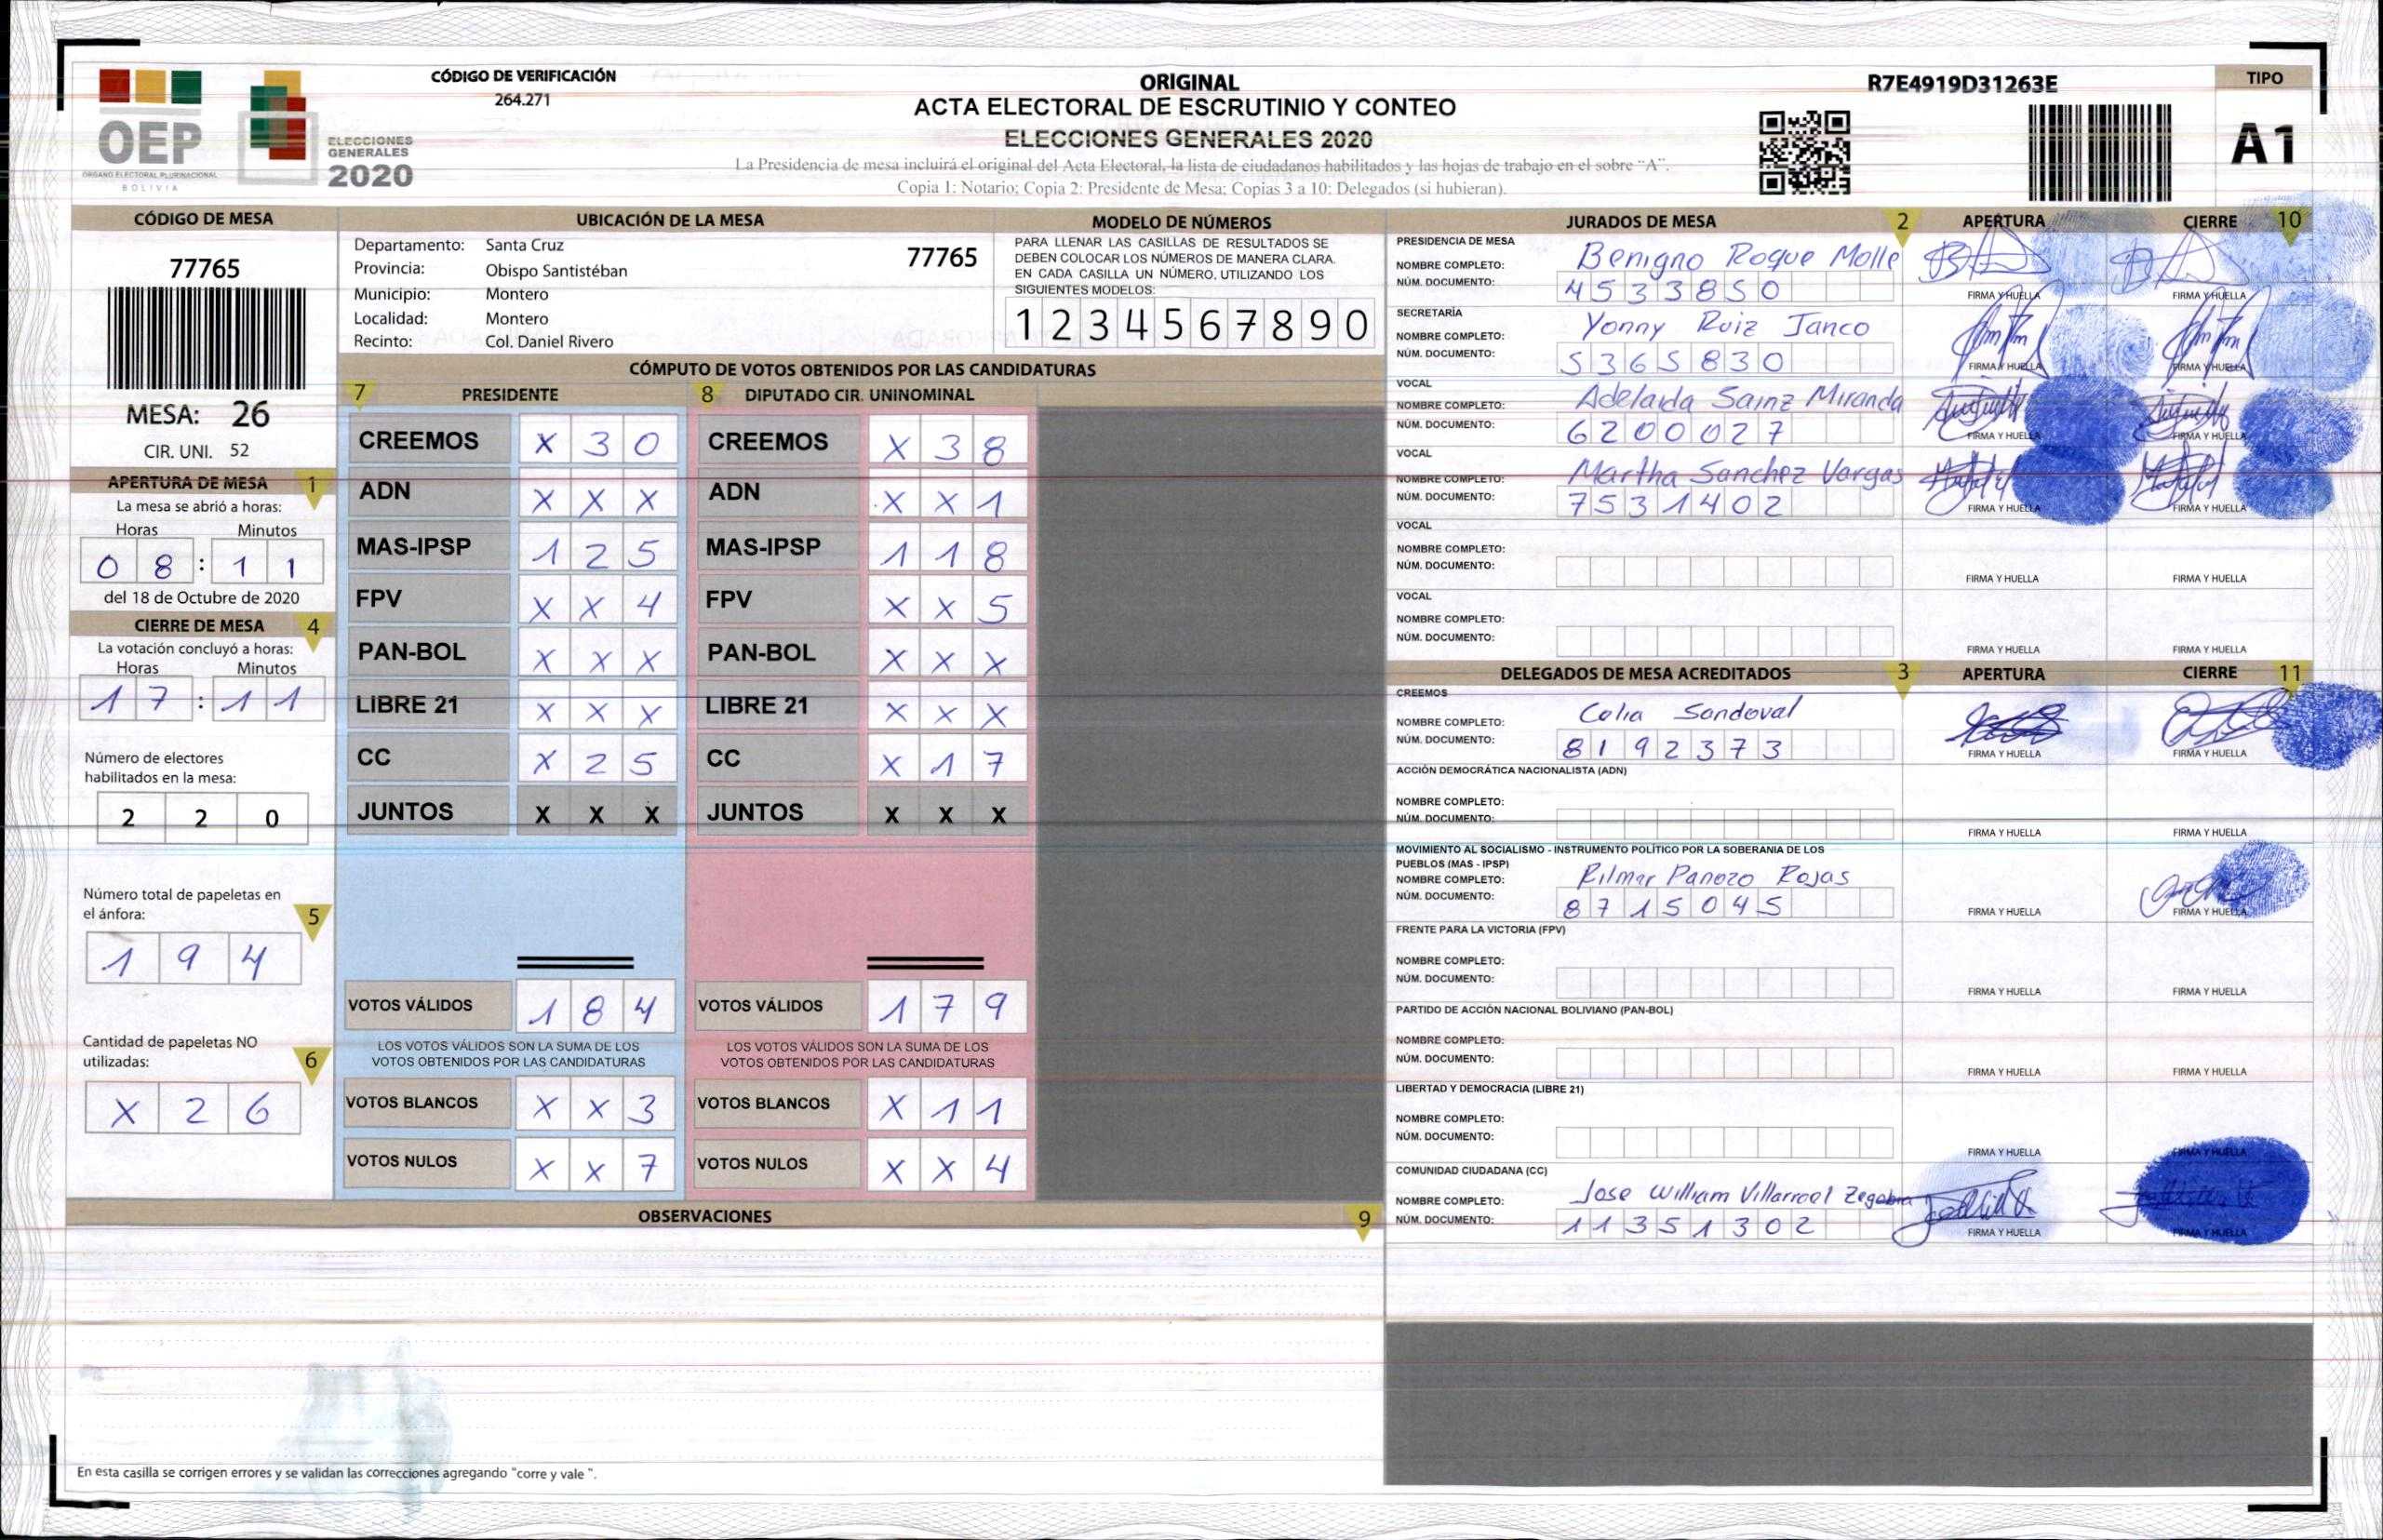 OEP
ÓRGANO ELECTORAL PLURINACIONAL
BOLIVIA
ELECCIONES
GENERALES
2020
CÓDIGO DE VERIFICACIÓN
264.271
ORIGINAL
ACTA ELECTORAL DE ESCRUTINIO Y CONTEO
ELECCIONES GENERALES 2020
La Presidencia de mesa incluirá el original del Acta Electoral, la lista de ciudadanos habilitados y las hojas de trabajo en el sobre "A".
Copia 1: Notario; Copia 2: Presidente de Mesa; Copias 3 a 10: Delegados (si hubieran).
R7E4919D31263E
TIPO
A1
CÓDIGO DE MESA
77765
MESA: 26
CIR. UNI. 52
APERTURA DE MESA 1
La mesa se abrió a horas:
Horas Minutos
0 8 : 1 1
del 18 de Octubre de 2020
CIERRE DE MESA 4
La votación concluyó a horas:
Horas Minutos
1 7 : 1 1
Número de electores
habilitados en la mesa:
2 2 0
Número total de papeletas en
el ánfora: 5
1 9 4
Cantidad de papeletas NO
utilizadas: 6
X 2 6
UBICACIÓN DE LA MESA
Departamento: Santa Cruz 77765
Provincia: Obispo Santistéban
Municipio: Montero
Localidad: Montero
Recinto: Col. Daniel Rivero
MODELO DE NÚMEROS
PARA LLENAR LAS CASILLAS DE RESULTADOS SE
DEBEN COLOCAR LOS NÚMEROS DE MANERA CLARA.
EN CADA CASILLA UN NÚMERO, UTILIZANDO LOS
SIGUIENTES MODELOS:
1 2 3 4 5 6 7 8 9 0
CÓMPUTO DE VOTOS OBTENIDOS POR LAS CANDIDATURAS
7 PRESIDENTE 8 DIPUTADO CIR. UNINOMINAL
CREEMOS X 3 0 CREEMOS X 3 8
ADN X X X ADN X X 1
MAS-IPSP 1 2 5 MAS-IPSP 1 1 8
FPV X X 4 FPV X X 5
PAN-BOL X X X PAN-BOL X X X
LIBRE 21 X X X LIBRE 21 X X X
CC X 2 5 CC X 1 7
JUNTOS X X X JUNTOS X X X
VOTOS VÁLIDOS 1 8 4 VOTOS VÁLIDOS 1 7 9
LOS VOTOS VÁLIDOS SON LA SUMA DE LOS LOS VOTOS VÁLIDOS SON LA SUMA DE LOS
VOTOS OBTENIDOS POR LAS CANDIDATURAS VOTOS OBTENIDOS POR LAS CANDIDATURAS
VOTOS BLANCOS X X 3 VOTOS BLANCOS X 1 1
VOTOS NULOS X X 7 VOTOS NULOS X X 4
OBSERVACIONES 9
En esta casilla se corrigen errores y se validan las correcciones agregando "corre y vale ".
JURADOS DE MESA 2 APERTURA CIERRE 10
PRESIDENCIA DE MESA
NOMBRE COMPLETO: Benigno Roque Molle
NÚM. DOCUMENTO: 4533850
FIRMA Y HUELLA FIRMA Y HUELLA
SECRETARÍA
NOMBRE COMPLETO: Yonny Ruiz Janco
NÚM. DOCUMENTO: 5365830
FIRMA Y HUELLA FIRMA Y HUELLA
VOCAL
NOMBRE COMPLETO: Adelaida Sainz Miranda
NÚM. DOCUMENTO: 6200027
FIRMA Y HUELLA FIRMA Y HUELLA
VOCAL
NOMBRE COMPLETO: Martha Sanchez Vargas
NÚM. DOCUMENTO: 7531402
FIRMA Y HUELLA FIRMA Y HUELLA
VOCAL
NOMBRE COMPLETO:
NÚM. DOCUMENTO:
FIRMA Y HUELLA FIRMA Y HUELLA
VOCAL
NOMBRE COMPLETO:
NÚM. DOCUMENTO:
FIRMA Y HUELLA FIRMA Y HUELLA
DELEGADOS DE MESA ACREDITADOS 3 APERTURA CIERRE 11
CREEMOS
NOMBRE COMPLETO: Celia Sandoval
NÚM. DOCUMENTO: 8192373
FIRMA Y HUELLA FIRMA Y HUELLA
ACCIÓN DEMOCRÁTICA NACIONALISTA (ADN)
NOMBRE COMPLETO:
NÚM. DOCUMENTO:
FIRMA Y HUELLA FIRMA Y HUELLA
MOVIMIENTO AL SOCIALISMO - INSTRUMENTO POLÍTICO POR LA SOBERANIA DE LOS
PUEBLOS (MAS - IPSP)
NOMBRE COMPLETO: Rilmar Panozo Rojas
NÚM. DOCUMENTO: 8715045
FIRMA Y HUELLA FIRMA Y HUELLA
FRENTE PARA LA VICTORIA (FPV)
NOMBRE COMPLETO:
NÚM. DOCUMENTO:
FIRMA Y HUELLA FIRMA Y HUELLA
PARTIDO DE ACCIÓN NACIONAL BOLIVIANO (PAN-BOL)
NOMBRE COMPLETO:
NÚM. DOCUMENTO:
FIRMA Y HUELLA FIRMA Y HUELLA
LIBERTAD Y DEMOCRACIA (LIBRE 21)
NOMBRE COMPLETO:
NÚM. DOCUMENTO:
FIRMA Y HUELLA FIRMA Y HUELLA
COMUNIDAD CIUDADANA (CC)
NOMBRE COMPLETO: Jose William Villarroel Zegobia
NÚM. DOCUMENTO: 11351302
FIRMA Y HUELLA FIRMA Y HUELLA